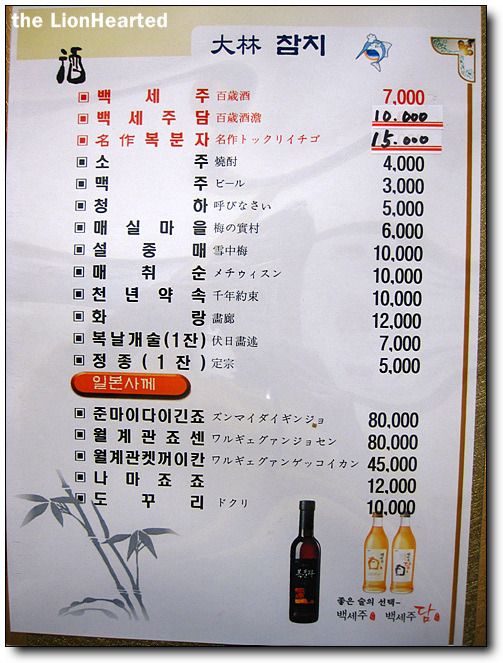 the LionHearted
大林 참치
酒
백세주 百歳酒 7,000
백세주담 百歳酒澹 10.000
名作복분자 名作トックリイチゴ 15.000
소주 焼酎 4,000
맥주 ビール 3,000
청하 呼びなさい 5,000
매실마을 梅の實村 6,000
설중매 雪中梅 10,000
매취순 メチウィスン 10,000
천년약속 千年約束 10,000
화랑 畵廊 12,000
복날개술(1잔) 伏日畵述 7,000
정종(1잔) 定宗 5,000
일본사께
준마이다이긴죠 ズンマイダイギンジョ 80,000
월계관죠센 ワルギェグァンジョセン 80,000
월계관켓꺼이칸 ワルギェグァンゲッコイカン 45,000
나마죠죠 12,000
도꾸리 ドクリ 10,000
좋은 술의 선택~
백세주 백세주담